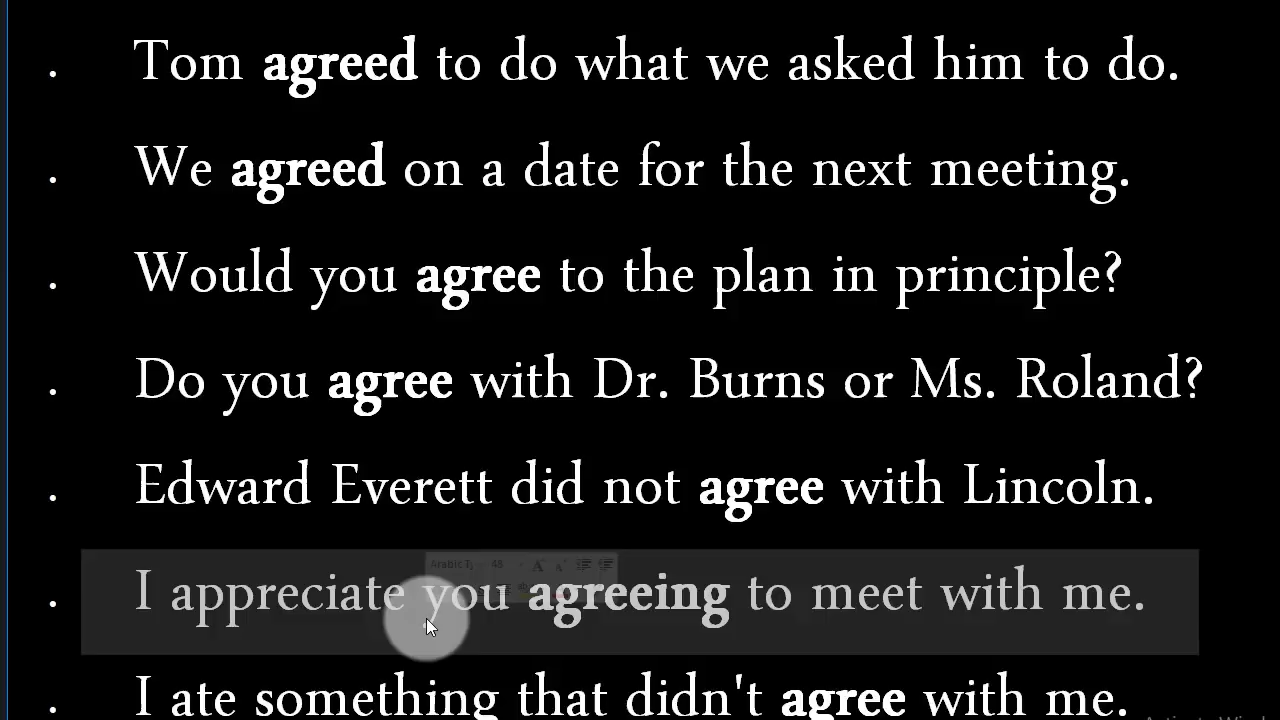 . Tom agreed to do what we asked him to do.
. We agreed on a date for the next meeting.
. Would you agree to the plan in principle?
. Do you agree with Dr. Burns or Ms. Roland?
. Edward Everett did not agree with Lincoln.
48
. I appreciate you agreeing to meet with me.
. I ate something that didn't agree with me.